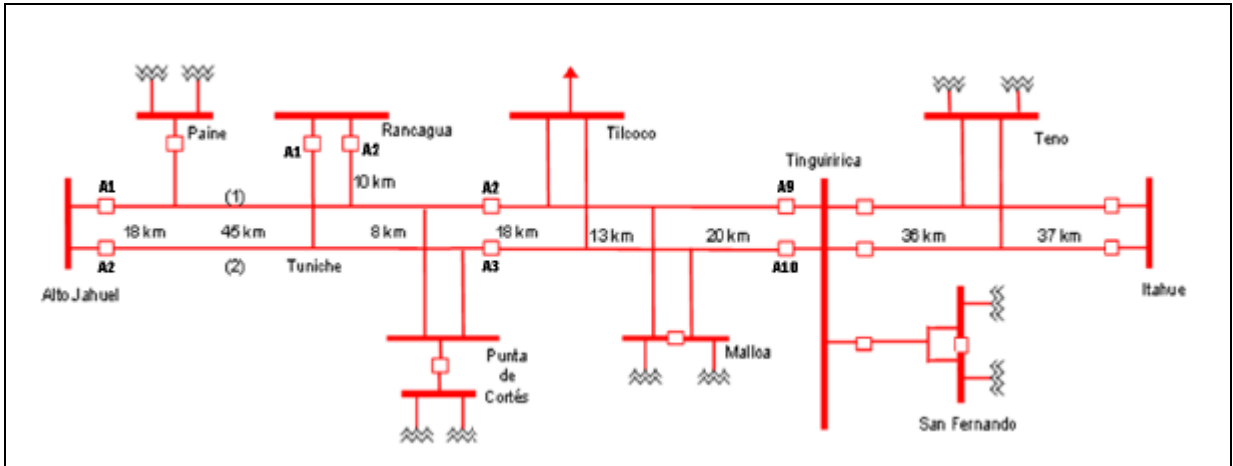 Paine
Rancagua
Tilcoco
Teno
A1
A2
Tinguiririca
10 km
A1
(1)
A2
A9
18 km
45 km
8 km
18 km
13 km
20 km
36 km
37 km
A2
(2)
Tuniche
A3
A10
Alto Jahuel
Itahue
Punta
de
Cortés
Malloa
San Fernando